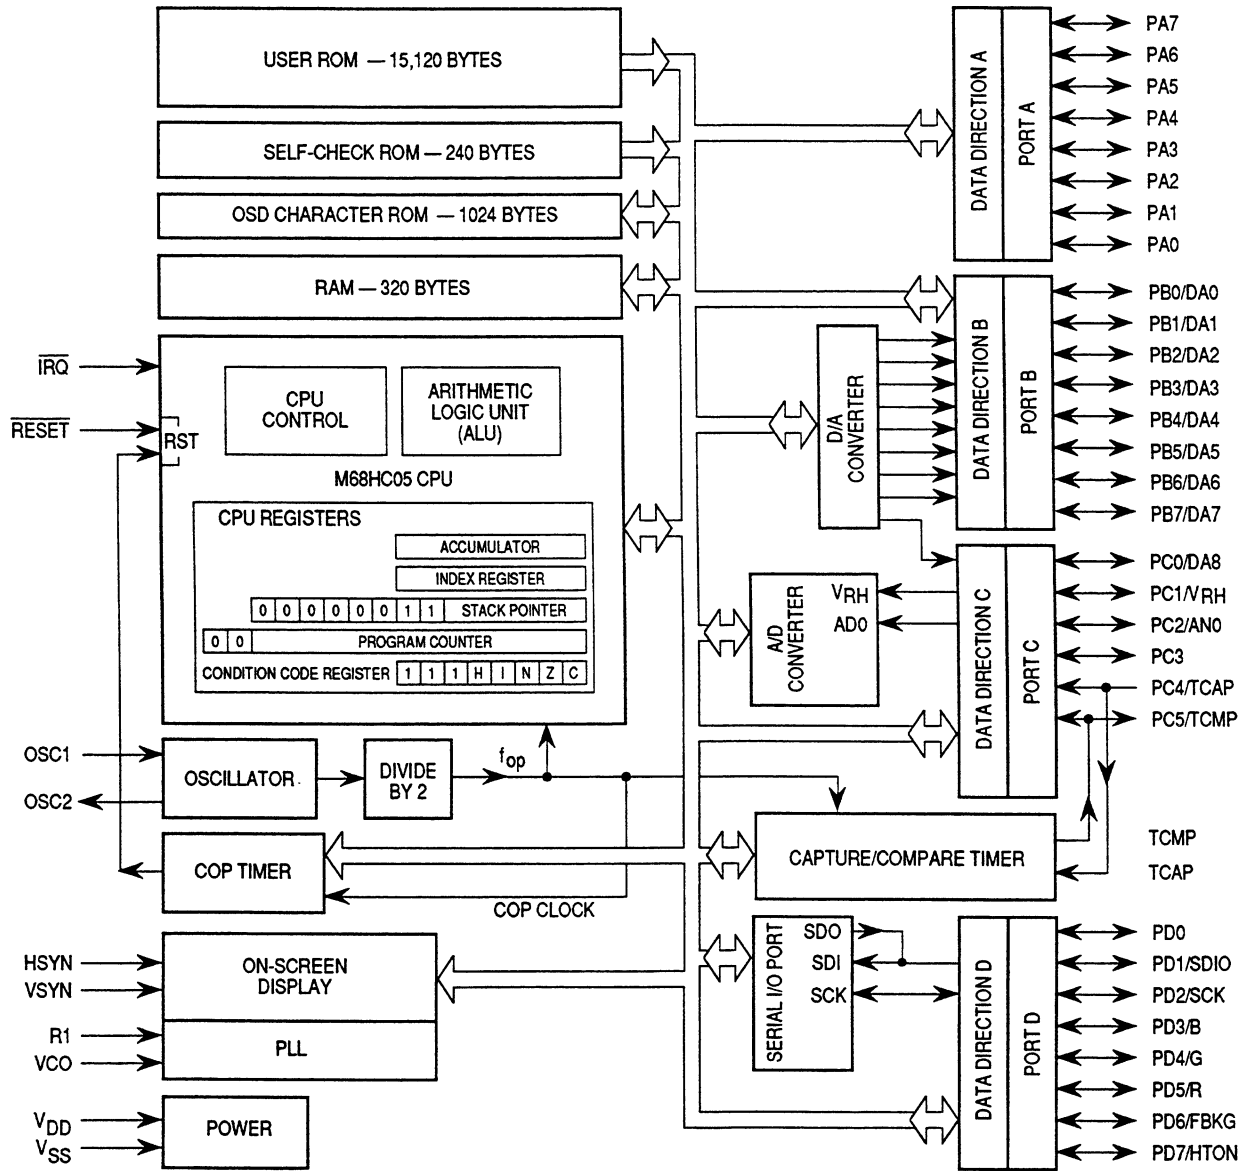 USER ROM — 15,120 BYTES
SELF-CHECK ROM — 240 BYTES
OSD CHARACTER ROM — 1024 BYTES
RAM — 320 BYTES
IRQ
RESET
RST
CPU
CONTROL
ARITHMETIC
LOGIC UNIT
(ALU)
M68HC05 CPU
CPU REGISTERS
ACCUMULATOR
INDEX REGISTER
0 0 0 0 0 0 1 1 STACK POINTER
0 0 PROGRAM COUNTER
CONDITION CODE REGISTER 1 1 1 H I N Z C
OSC1
OSC2
OSCILLATOR
DIVIDE
BY 2
fop
COP TIMER
COP CLOCK
HSYN
VSYN
ON-SCREEN
DISPLAY
R1
VCO
PLL
VDD
VSS
POWER
DATA DIRECTION A
PORT A
PA7
PA6
PA5
PA4
PA3
PA2
PA1
PA0
D/A
CONVERTER
DATA DIRECTION B
PORT B
PB0/DA0
PB1/DA1
PB2/DA2
PB3/DA3
PB4/DA4
PB5/DA5
PB6/DA6
PB7/DA7
A/D
CONVERTER
VRH
AD0
DATA DIRECTION C
PORT C
PC0/DA8
PC1/VRH
PC2/AN0
PC3
PC4/TCAP
PC5/TCMP
CAPTURE/COMPARE TIMER
TCMP
TCAP
SERIAL I/O PORT
SDO
SDI
SCK
DATA DIRECTION D
PORT D
PD0
PD1/SDIO
PD2/SCK
PD3/B
PD4/G
PD5/R
PD6/FBKG
PD7/HTON